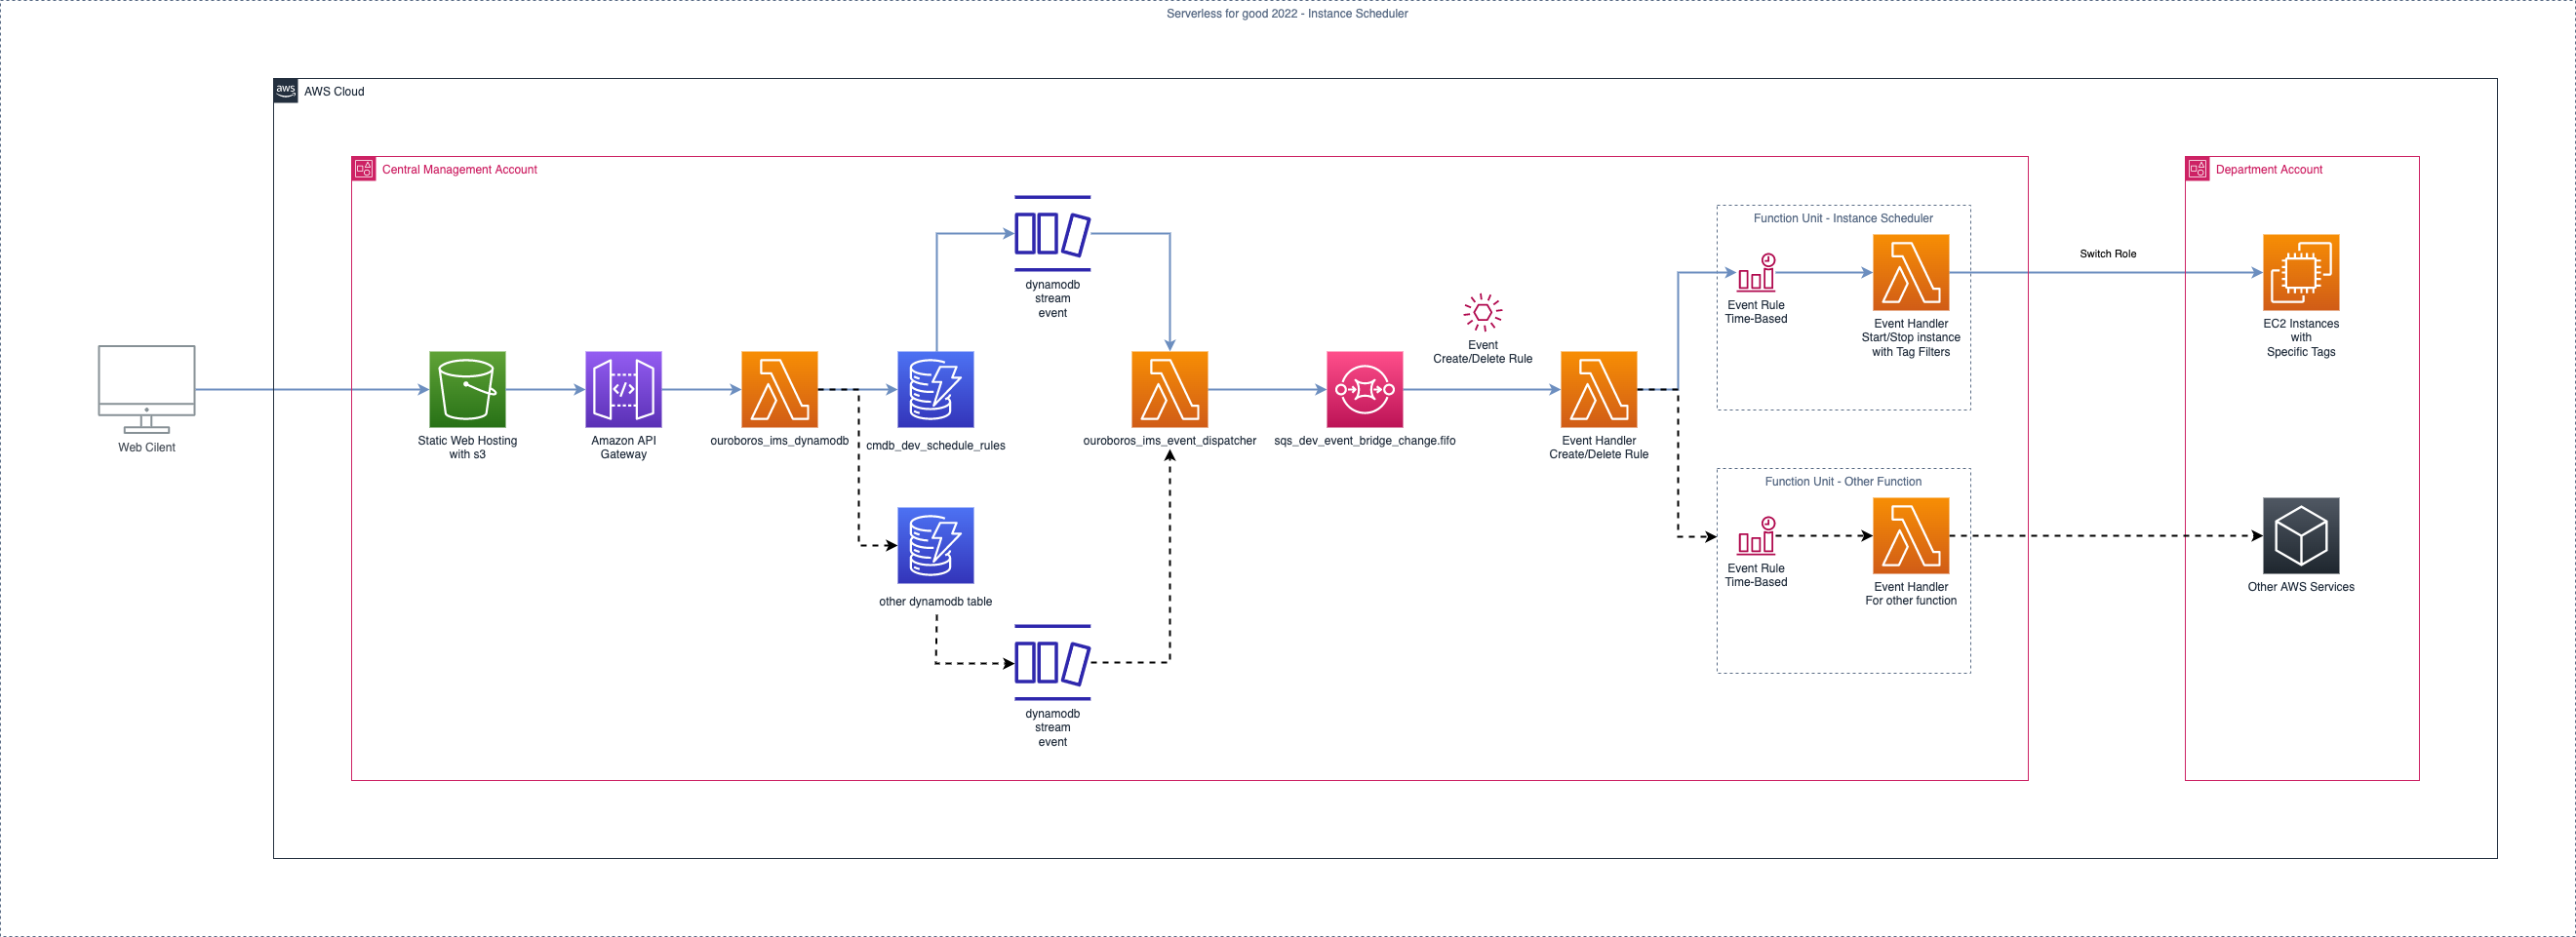 Serverless for good 2022 - Instance Scheduler
aws
AWS Cloud
Central Management Account
Department Account
Function Unit - Instance Scheduler
Switch Role
dynamodb
stream
event
Event Rule
Time-Based
Event Handler
Start/Stop instance
with Tag Filters
EC2 Instances
with
Specific Tags
Event
Create/Delete Rule
Web Cilent
Static Web Hosting
with s3
</>
Amazon API
Gateway
ouroboros_ims_dynamodb
cmdb_dev_schedule_rules
ouroboros_ims_event_dispatcher
sqs_dev_event_bridge_change.fifo
Event Handler
Create/Delete Rule
Function Unit - Other Function
other dynamodb table
Event Rule
Time-Based
Event Handler
For other function
Other AWS Services
dynamodb
stream
event